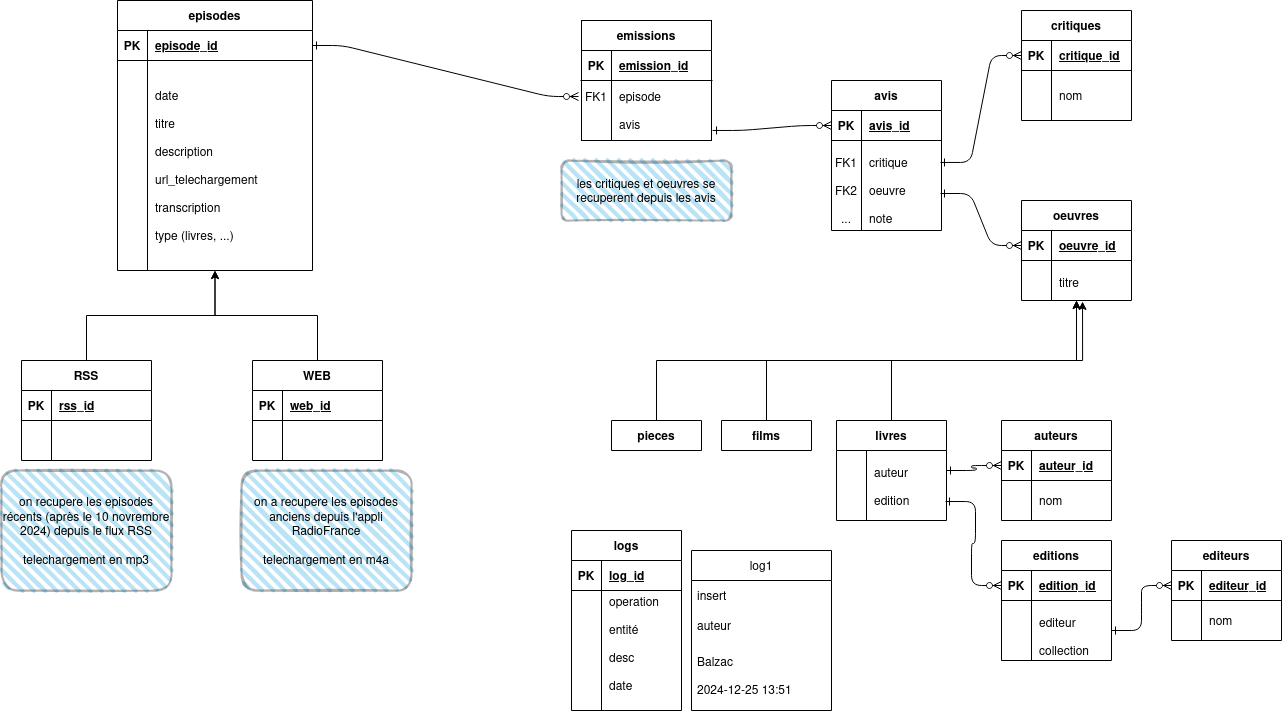 episodes
PK episode_id
date
titre
description
url_telechargement
transcription
type (livres, ...)
emissions
PK emission_id
FK1 episode
avis
les critiques et oeuvres se
recuperent depuis les avis
avis
PK avis_id
FK1 critique
FK2 oeuvre
... note
critiques
PK critique_id
nom
oeuvres
PK oeuvre_id
titre
RSS
PK rss_id
WEB
PK web_id
on recupere les episodes
récents (après le 10 novrembre
2024) depuis le flux RSS
telechargement en mp3
on a recupere les episodes
anciens depuis l'appli
RadioFrance
telechargement en m4a
pieces
films
livres
auteur
edition
auteurs
PK auteur_id
nom
logs
PK log_id
operation
entité
desc
date
log1
insert
auteur
Balzac
2024-12-25 13:51
editions
PK edition_id
editeur
collection
editeurs
PK editeur_id
nom